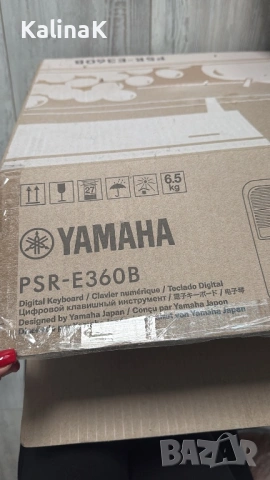 KalinaK
PSR-E360B
27
6.5
kg
YAMAHA
PSR-E360B
Digital Keyboard / Clavier numérique / Teclado Digital
Цифровой клавишный инструмент / 電子キーボード / 电子琴
Designed by Yamaha Japan / Conçu par Yamaha Japon
von Yamaha Japan
BAZAR